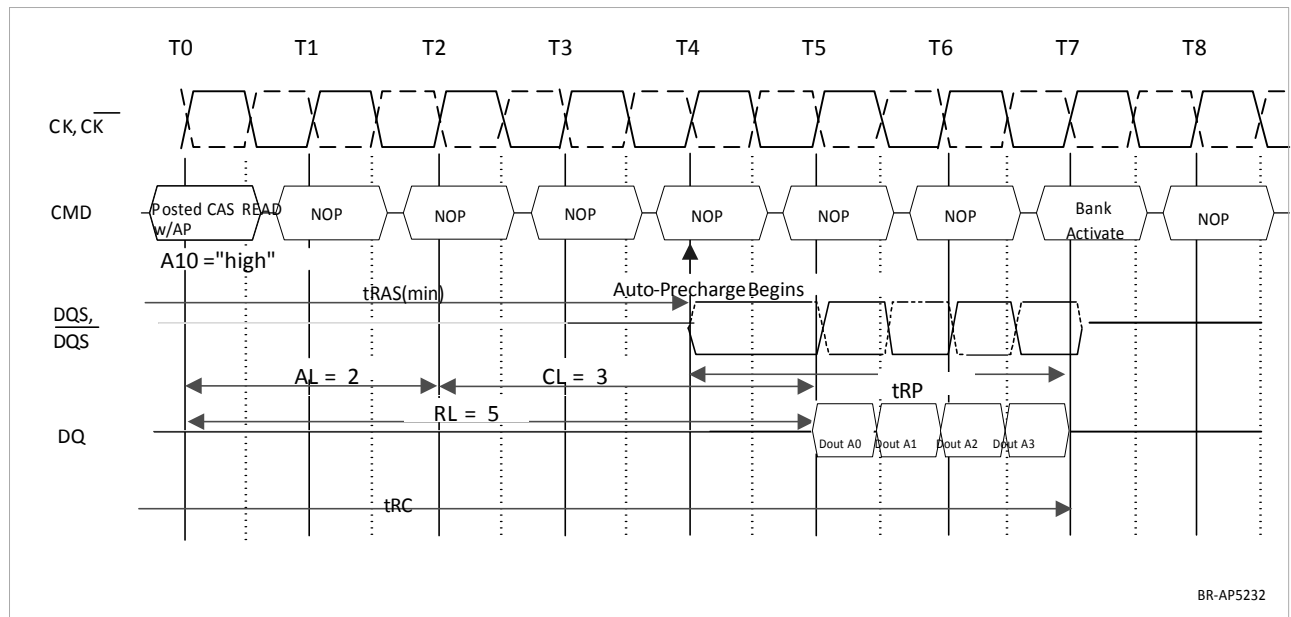 T0 T1 T2 T3 T4 T5 T6 T7 T8
CK, CK
CMD
Posted CAS READ
w/AP
NOP NOP NOP NOP NOP NOP
Bank
Activate
NOP
A10 ="high"
tRAS(min)
Auto-Precharge Begins
DQS,
DQS
AL = 2
CL = 3
tRP
RL = 5
DQ
Dout A0 Dout A1 Dout A2 Dout A3
tRC
BR-AP5232